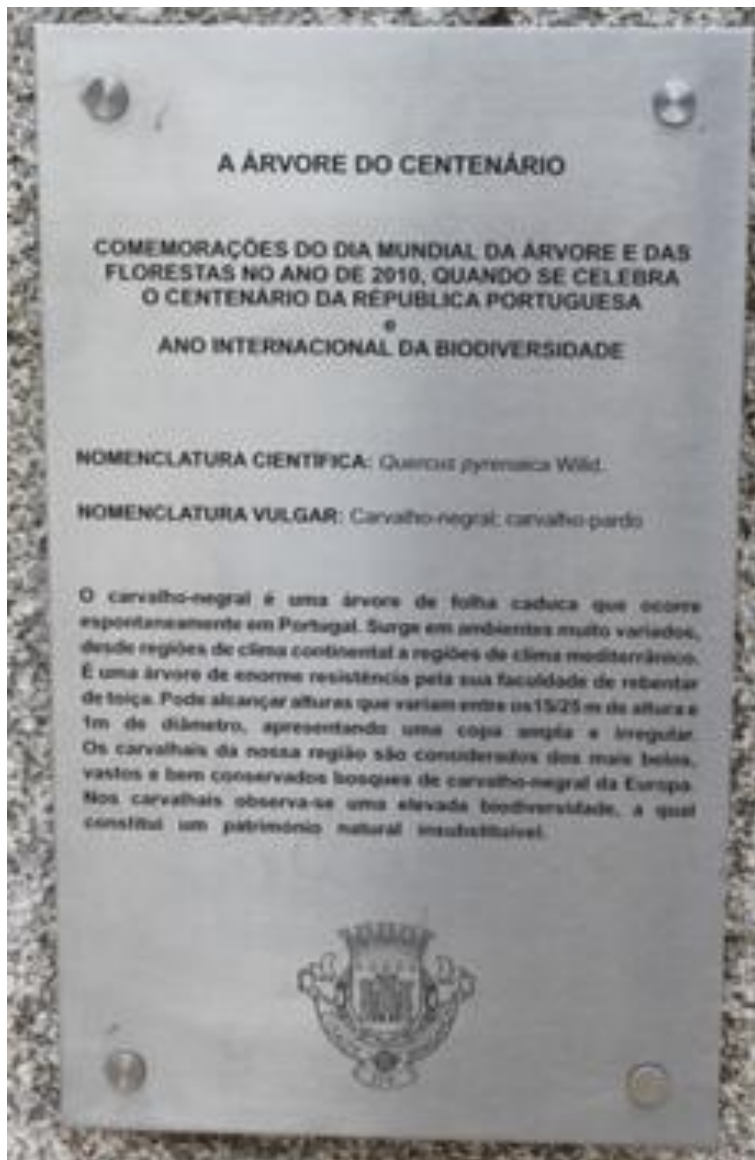 A ÁRVORE DO CENTENÁRIO
COMEMORAÇÕES DO DIA MUNDIAL DA ÁRVORE E DAS
FLORESTAS NO ANO DE 2010, QUANDO SE CELEBRA
O CENTENÁRIO DA REPUBLICA PORTUGUESA
e
ANO INTERNACIONAL DA BIODIVERSIDADE
NOMENCLATURA CIENTÍFICA: Quercus pyrenaica Willd.
NOMENCLATURA VULGAR: Carvalho-negral; carvalho-pardo
O carvalho-negral é uma árvore de folha caduca que ocorre
espontaneamente em Portugal. Surge em ambientes muito variados,
desde regiões de clima continental a regiões de clima mediterrânico.
É uma árvore de enorme resistência pela sua faculdade de rebentar
de toiça. Pode alcançar alturas que variam entre os 15/25 m de altura e
1m de diâmetro, apresentando uma copa ampla e irregular.
Os carvalhais da nossa região são considerados dos mais belos,
vastos e bem conservados bosques de carvalho-negral da Europa.
Nos carvalhais observa-se uma elevada biodiversidade, a qual
constitui um património natural insubstituível.